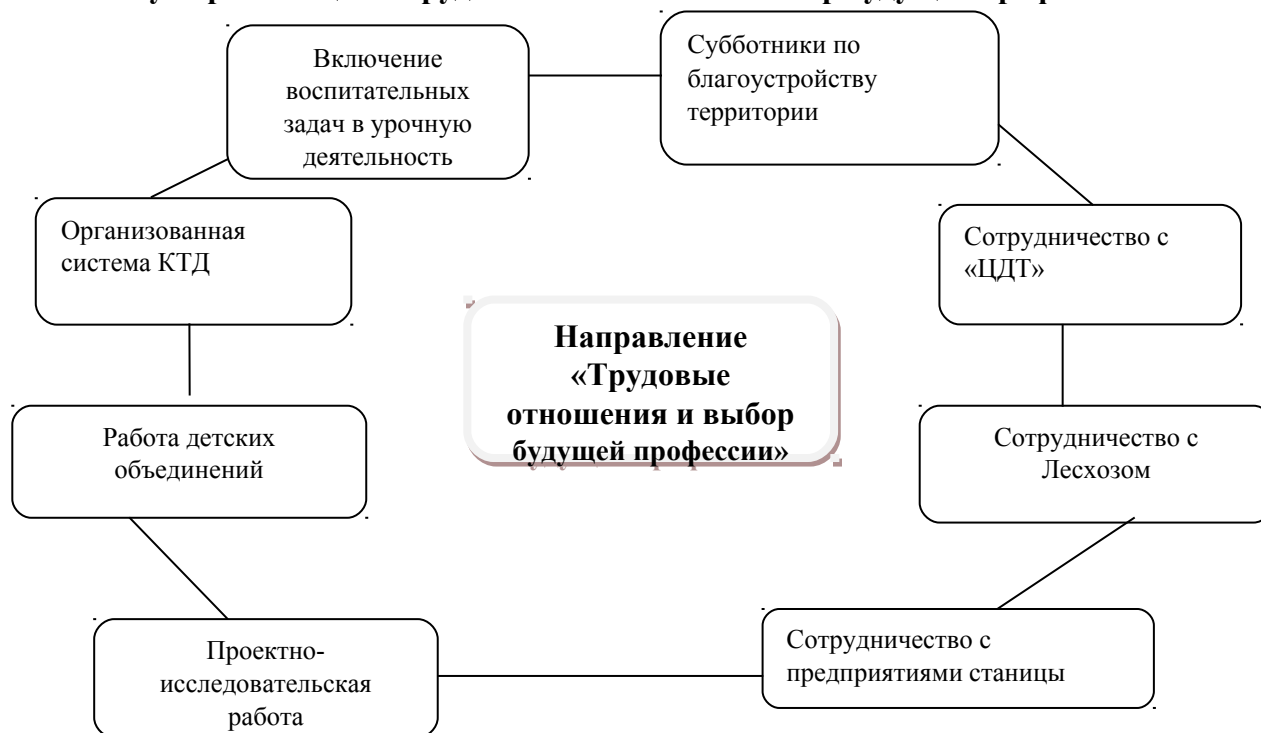 Включение
воспитательных
задач в урочную
деятельность
Субботники по
благоустройству
территории
Организованная
система КТД
Сотрудничество с
«ЦДТ»
Направление
«Трудовые
отношения и выбор
будущей профессии»
Работа детских
объединений
Сотрудничество с
Лесхозом
Проектно-
исследовательская
работа
Сотрудничество с
предприятиями станицы